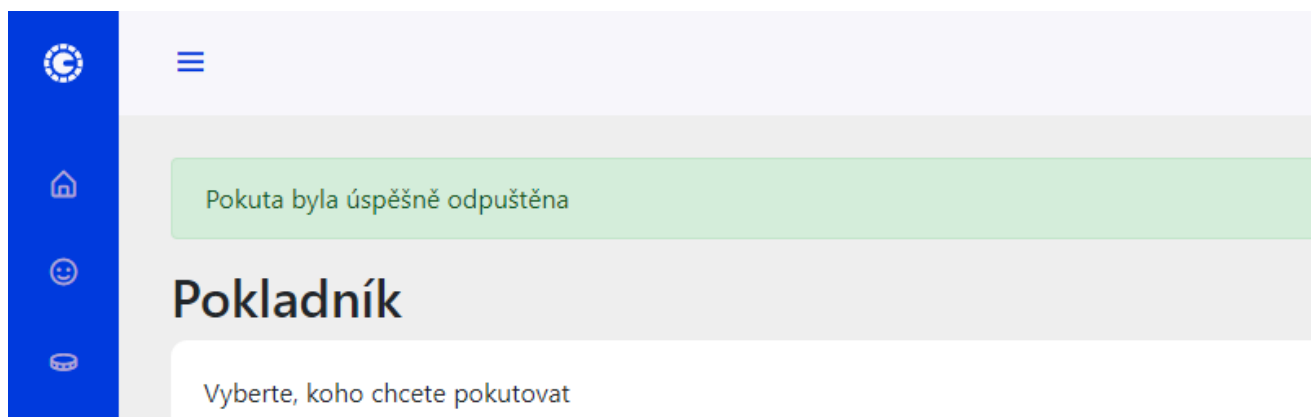 Pokuta byla úspěšně odpuštěna
Pokladník
Vyberte, koho chcete pokutovat